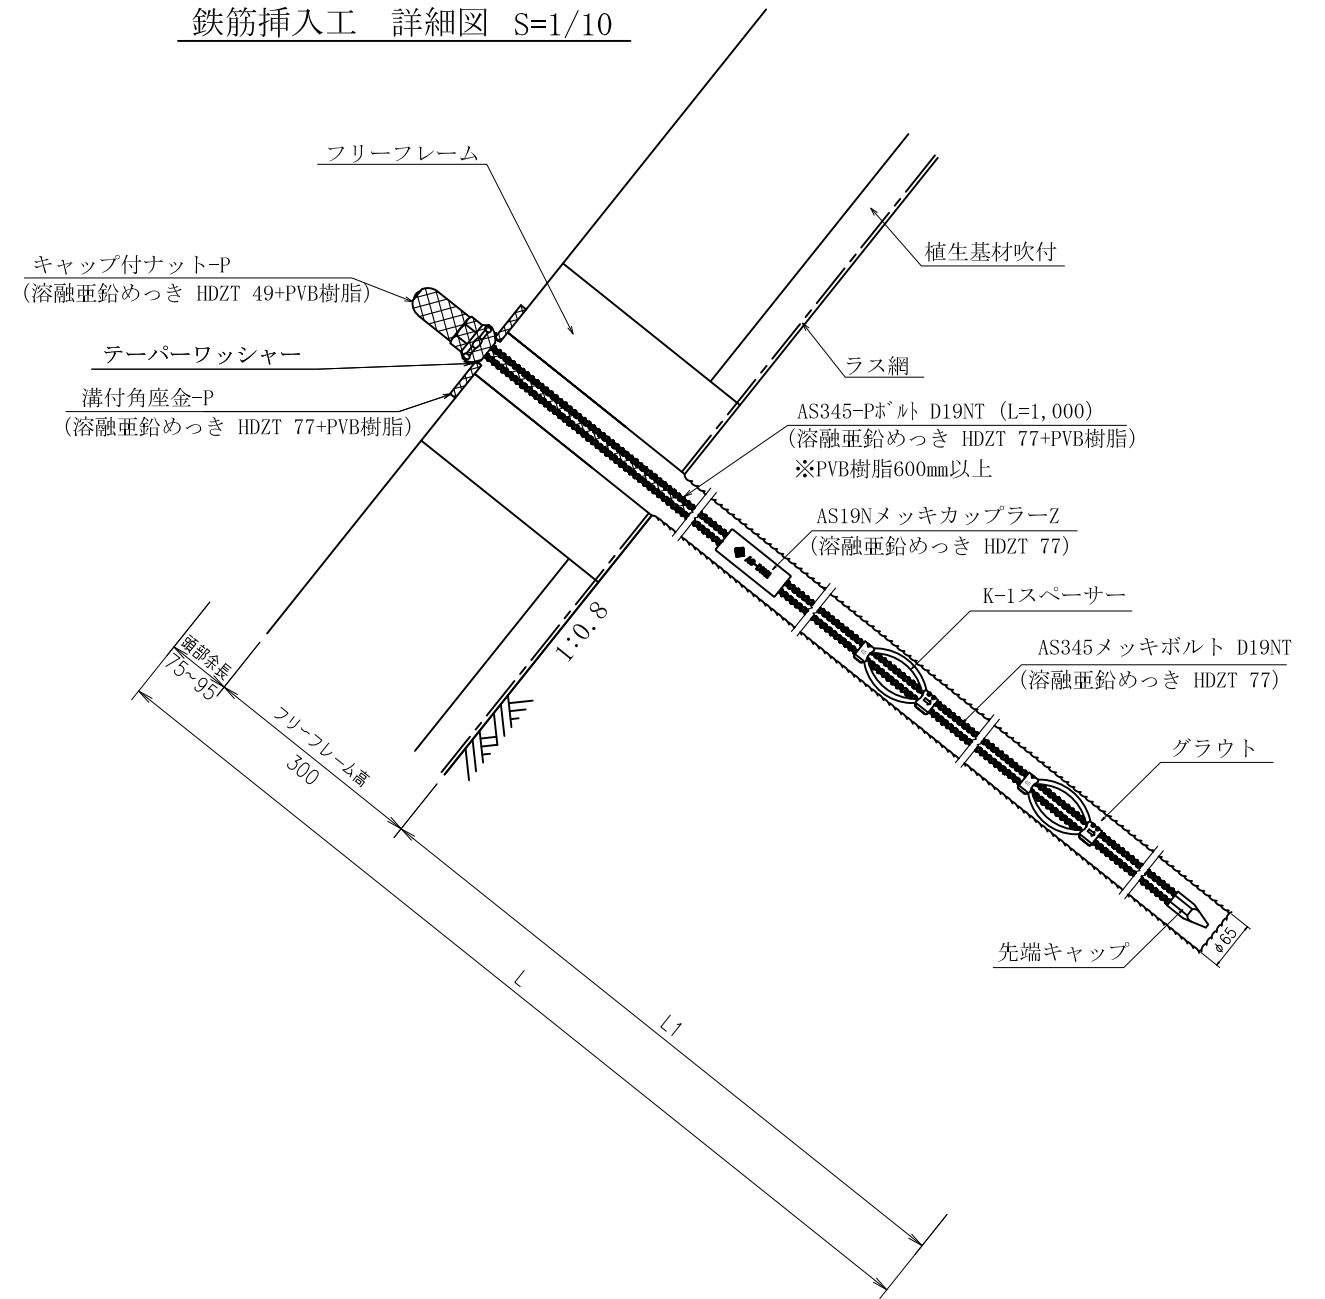 鉄筋挿入工　詳細図 S=1/10
フリーフレーム
植生基材吹付
キャップ付ナット-P
(溶融亜鉛めっき HDZT 49+PVB樹脂)
テーパーワッシャー
ラス網
溝付角座金-P
(溶融亜鉛めっき HDZT 77+PVB樹脂)
AS345-Pﾎﾞﾙﾄ D19NT (L=1,000)
(溶融亜鉛めっき HDZT 77+PVB樹脂)
※PVB樹脂600mm以上
AS19NメッキカップラーZ
(溶融亜鉛めっき HDZT 77)
K-1スペーサー
1:0.8
AS345メッキボルト D19NT
(溶融亜鉛めっき HDZT 77)
頭部余長
75~95
フリーフレーム高
300
グラウト
先端キャップ
φ65
L
L1